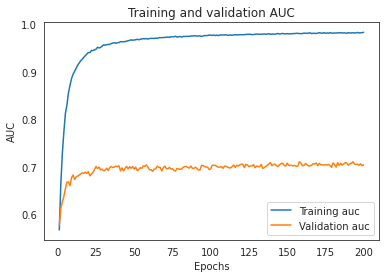 Training and validation AUC
1.0
0.9
0.8
0.7
0.6
AUC
0 25 50 75 100 125 150 175 200
Epochs
Training auc
Validation auc